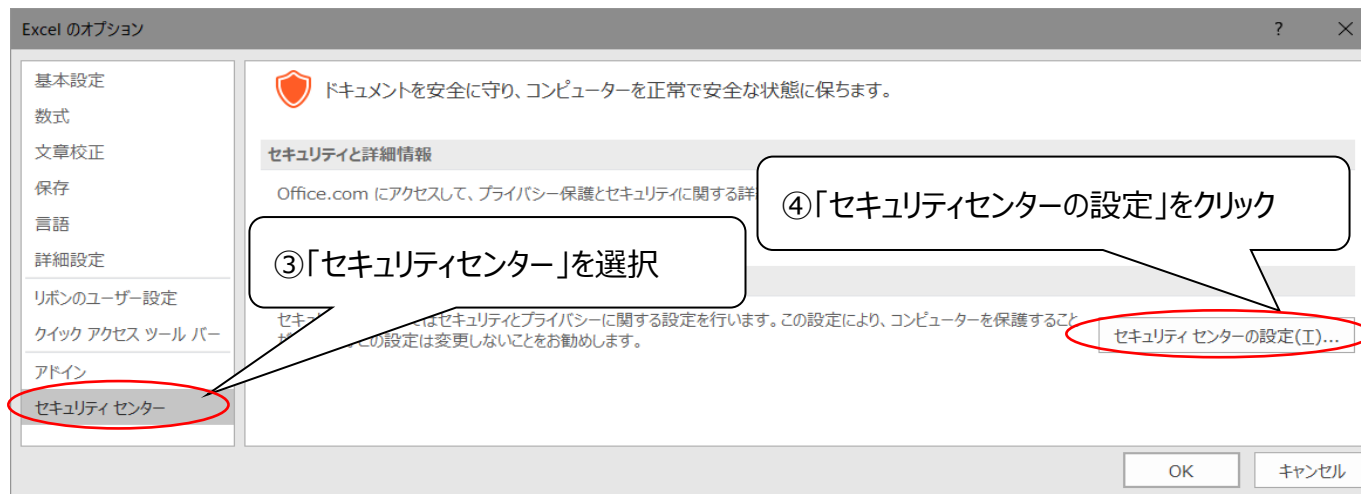 Excel のオプション
?
×
基本設定
数式
文章校正
保存
言語
詳細設定
リボンのユーザー設定
クイック アクセス ツール バー
アドイン
セキュリティ センター
ドキュメントを安全に守り、コンピューターを正常で安全な状態に保ちます。
セキュリティと詳細情報
Office.com にアクセスして、プライバシー保護とセキュリティに関する詳
④「セキュリティセンターの設定」をクリック
③「セキュリティセンター」を選択
セキ
はセキュリティとプライバシーに関する設定を行います。この設定により、コンピューターを保護すること
この設定は変更しないことをお勧めします。
セキュリティ センターの設定(T)...
OK
キャンセル